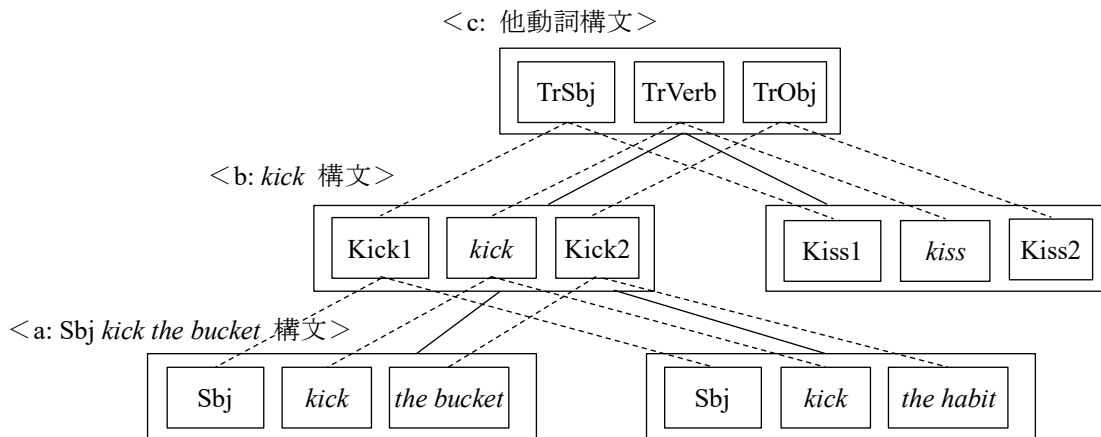 ＜c: 他動詞構文＞
TrSbj TrVerb TrObj
＜b: kick 構文＞
Kick1 kick Kick2 Kiss1 kiss Kiss2
＜a: Sbj kick the bucket 構文＞
Sbj kick the bucket Sbj kick the habit